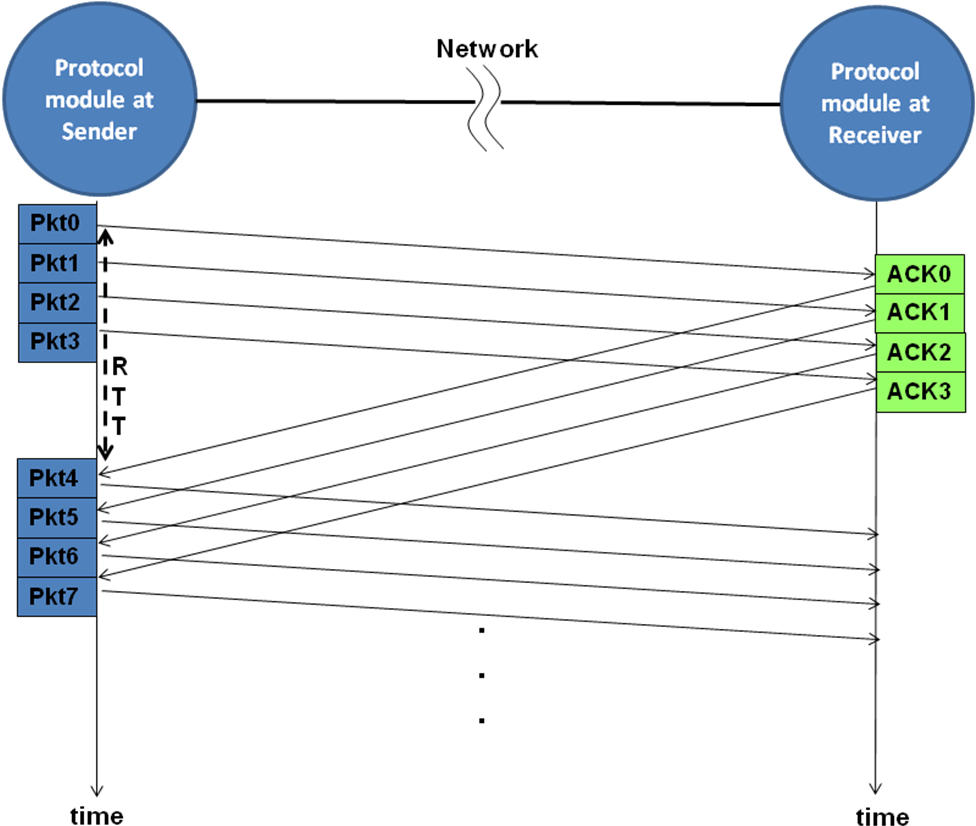 Network
Protocol
module at
Sender
Protocol
module at
Receiver
Pkt0
Pkt1
Pkt2
Pkt3
R
T
T
ACK0
ACK1
ACK2
ACK3
Pkt4
Pkt5
Pkt6
Pkt7
time
time